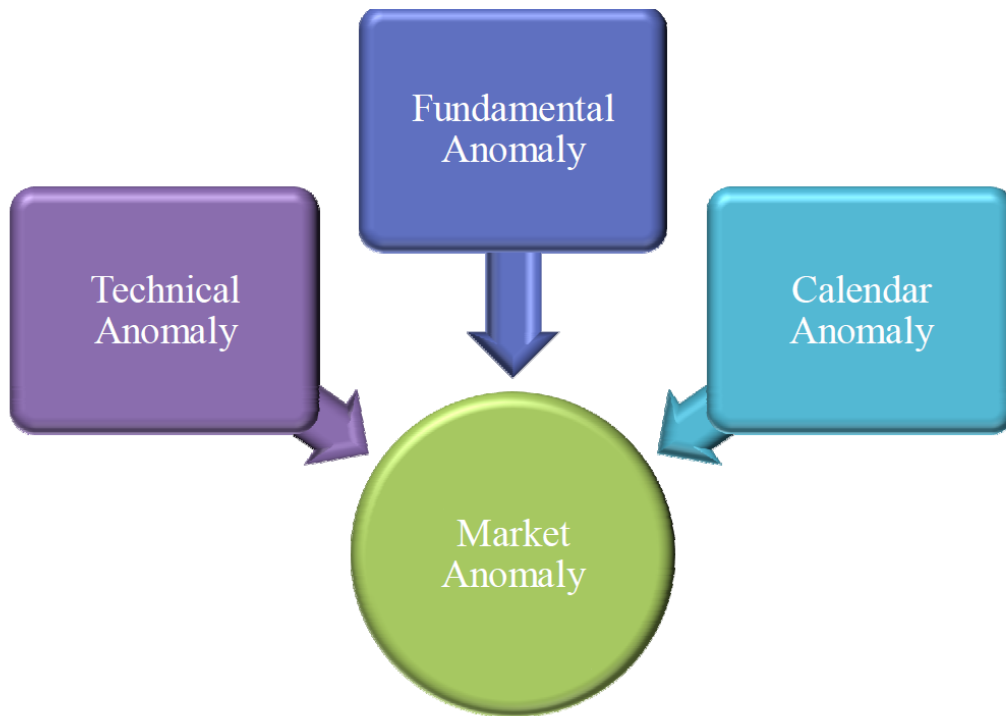 Fundamental
Anomaly
Technical
Anomaly
Calendar
Anomaly
Market
Anomaly